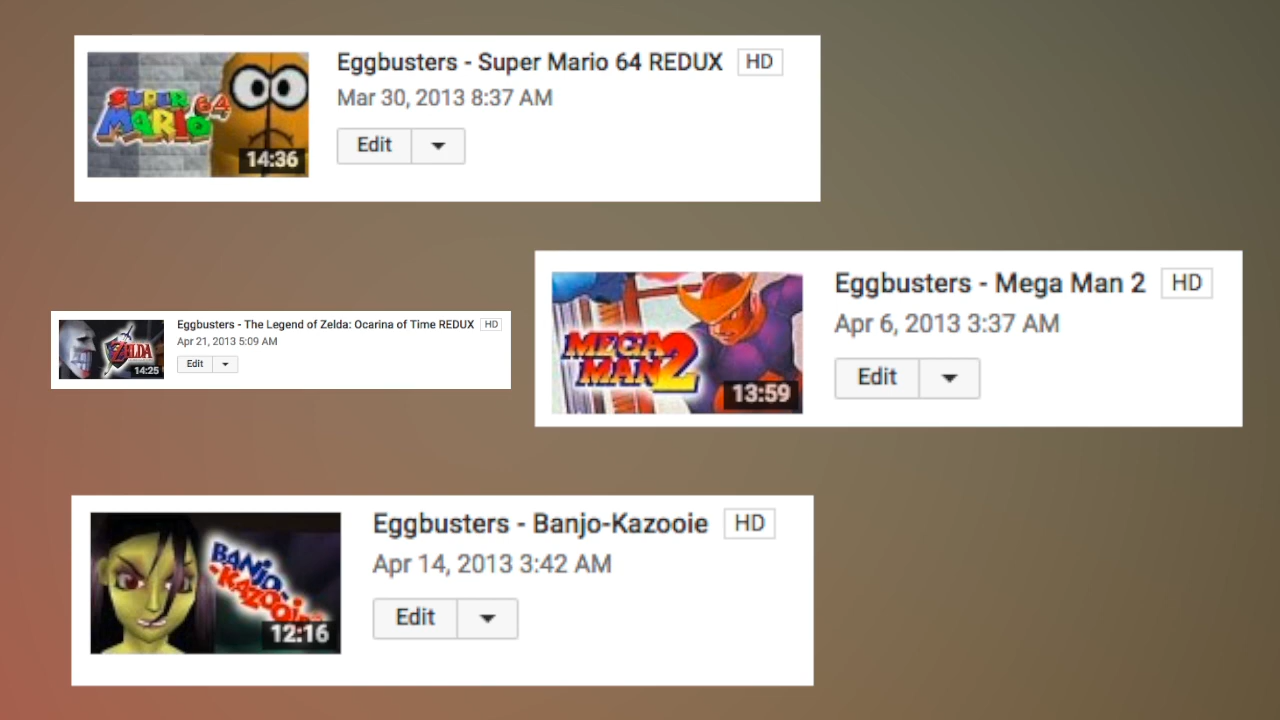 Eggbusters - Super Mario 64 REDUX HD
Mar 30, 2013 8:37 AM
Edit
SUPER MARIO 64
14:36
Eggbusters - Mega Man 2 HD
Apr 6, 2013 3:37 AM
Edit
MEGA MAN 2
13:59
Eggbusters - The Legend of Zelda: Ocarina of Time REDUX HD
Apr 21, 2013 5:09 AM
Edit
ZELDA
14:25
Eggbusters - Banjo-Kazooie HD
Apr 14, 2013 3:42 AM
Edit
BANJO-
KAZOOIE
12:16